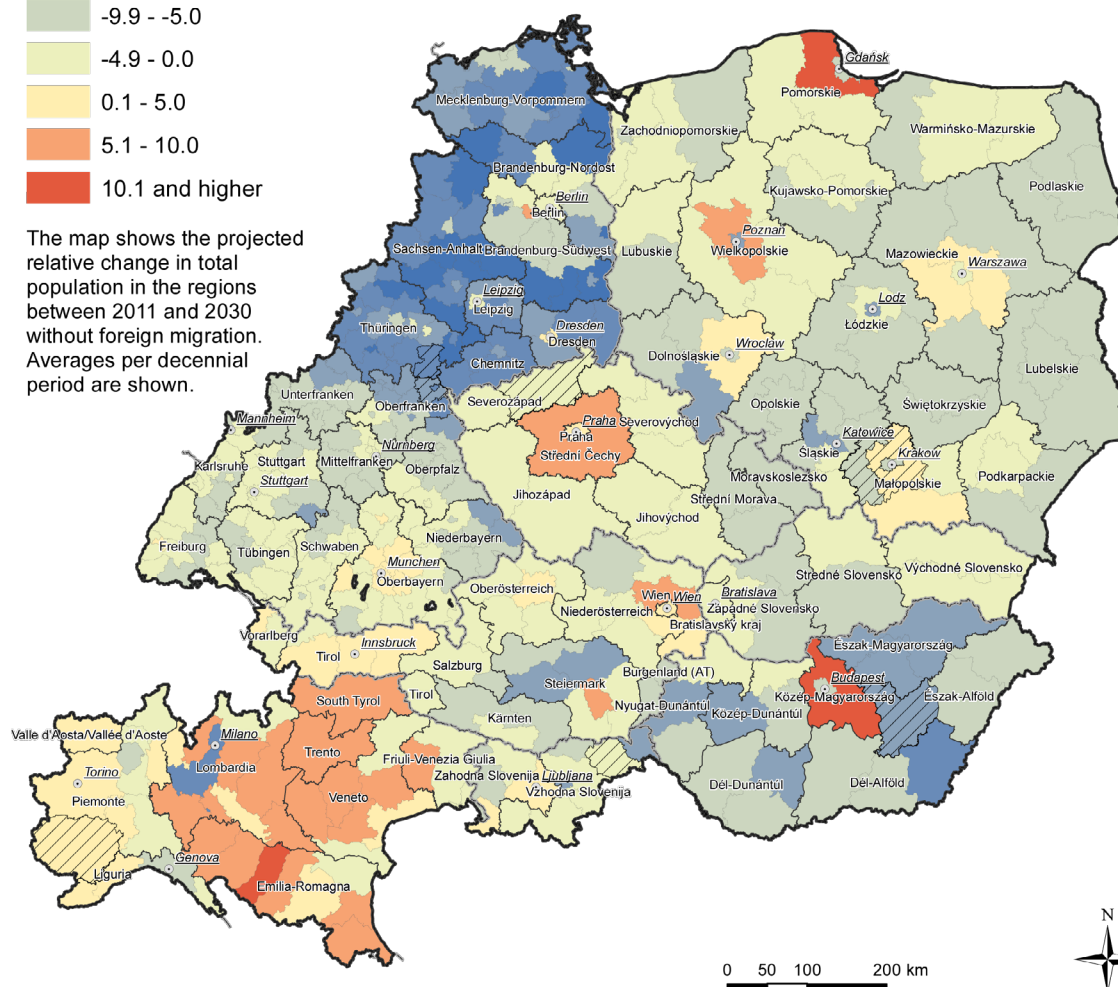 -9.9 - -5.0
-4.9 - 0.0
0.1 - 5.0
5.1 - 10.0
10.1 and higher
The map shows the projected
relative change in total
population in the regions
between 2011 and 2030
without foreign migration.
Averages per decennial
period are shown.
Gdańsk
Pomorskie
Mecklenburg-Vorpommern
Zachodniopomorskie
Warmińsko-Mazurskie
Brandenburg-Nordost
Kujawsko-Pomorskie
Podlaskie
Berlin
Berlin
Poznań
Wielkopolskie
Sachsen-Anhalt
Brandenburg-Südwest
Lubuskie
Mazowieckie
Warszawa
Leipzig
Leipzig
Lodz
Łódzkie
Thüringen
Dresden
Dresden
Wrocław
Dolnośląskie
Chemnitz
Lubelskie
Unterfranken
Oberfranken
Severozápad
Opolskie
Świętokrzyskie
Mannheim
Praha
Severovýchod
Praha
Katowice
Nürnberg
Śląskie
Kraków
Karlsruhe
Stuttgart
Mittelfranken
Oberpfalz
Střední Čechy
Stuttgart
Moravskoslezsko
Małopolskie
Podkarpackie
Jihozápad
Střední Morava
Jihovýchod
Freiburg
Tübingen
Schwaben
Niederbayern
Munchen
Oberbayern
Oberösterreich
Stredné Slovensko
Východné Slovensko
Wien
Wien
Bratislava
Niederösterreich
Západné Slovensko
Bratislavský kraj
Vorarlberg
Innsbruck
Tirol
Észak-Magyarország
Salzburg
Burgenland (AT)
Steiermark
Budapest
South Tyrol
Tirol
Nyugat-Dunántúl
Közép-Dunántúl
Közép-Magyarország
Észak-Alföld
Kärnten
Valle d'Aosta/Vallée d'Aoste
Milano
Trento
Friuli-Venezia Giulia
Lombardia
Torino
Zahodna Slovenija
Ljubljana
Dél-Dunántúl
Dél-Alföld
Vzhodna Slovenija
Piemonte
Veneto
Genova
Liguria
Emilia-Romagna
N
0 50 100 200 km